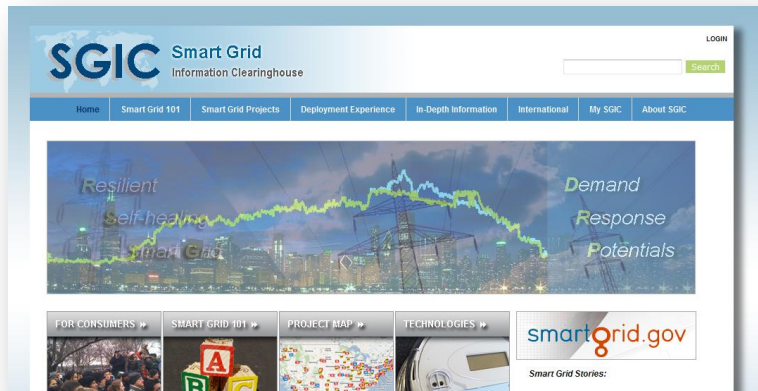 LOGIN
SGIC Smart Grid
Information Clearinghouse
Search
Home Smart Grid 101 Smart Grid Projects Deployment Experience In-Depth Information International My SGIC About SGIC
Resilient
Self-healing
Smart Grid
Demand
Response
Potentials
FOR CONSUMERS » SMART GRID 101 » PROJECT MAP » TECHNOLOGIES »
smartgrid.gov
Smart Grid Stories:
A
B C